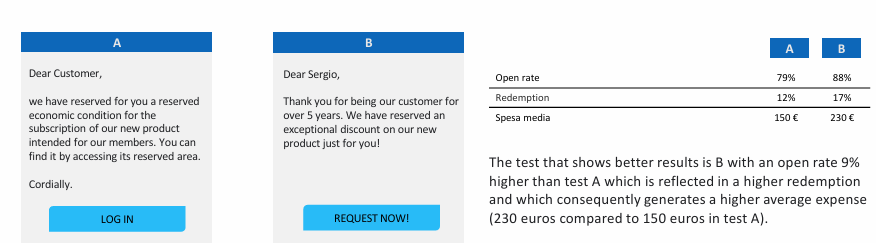 A
Dear Customer,
we have reserved for you a reserved
economic condition for the
subscription of our new product
intended for our members. You can
find it by accessing its reserved area.
Cordially.
LOG IN
B
Dear Sergio,
Thank you for being our customer for
over 5 years. We have reserved an
exceptional discount on our new
product just for you!
REQUEST NOW!
A B
Open rate 79% 88%
Redemption 12% 17%
Spesa media 150 € 230 €
The test that shows better results is B with an open rate 9%
higher than test A which is reflected in a higher redemption
and which consequently generates a higher average expense
(230 euros compared to 150 euros in test A).